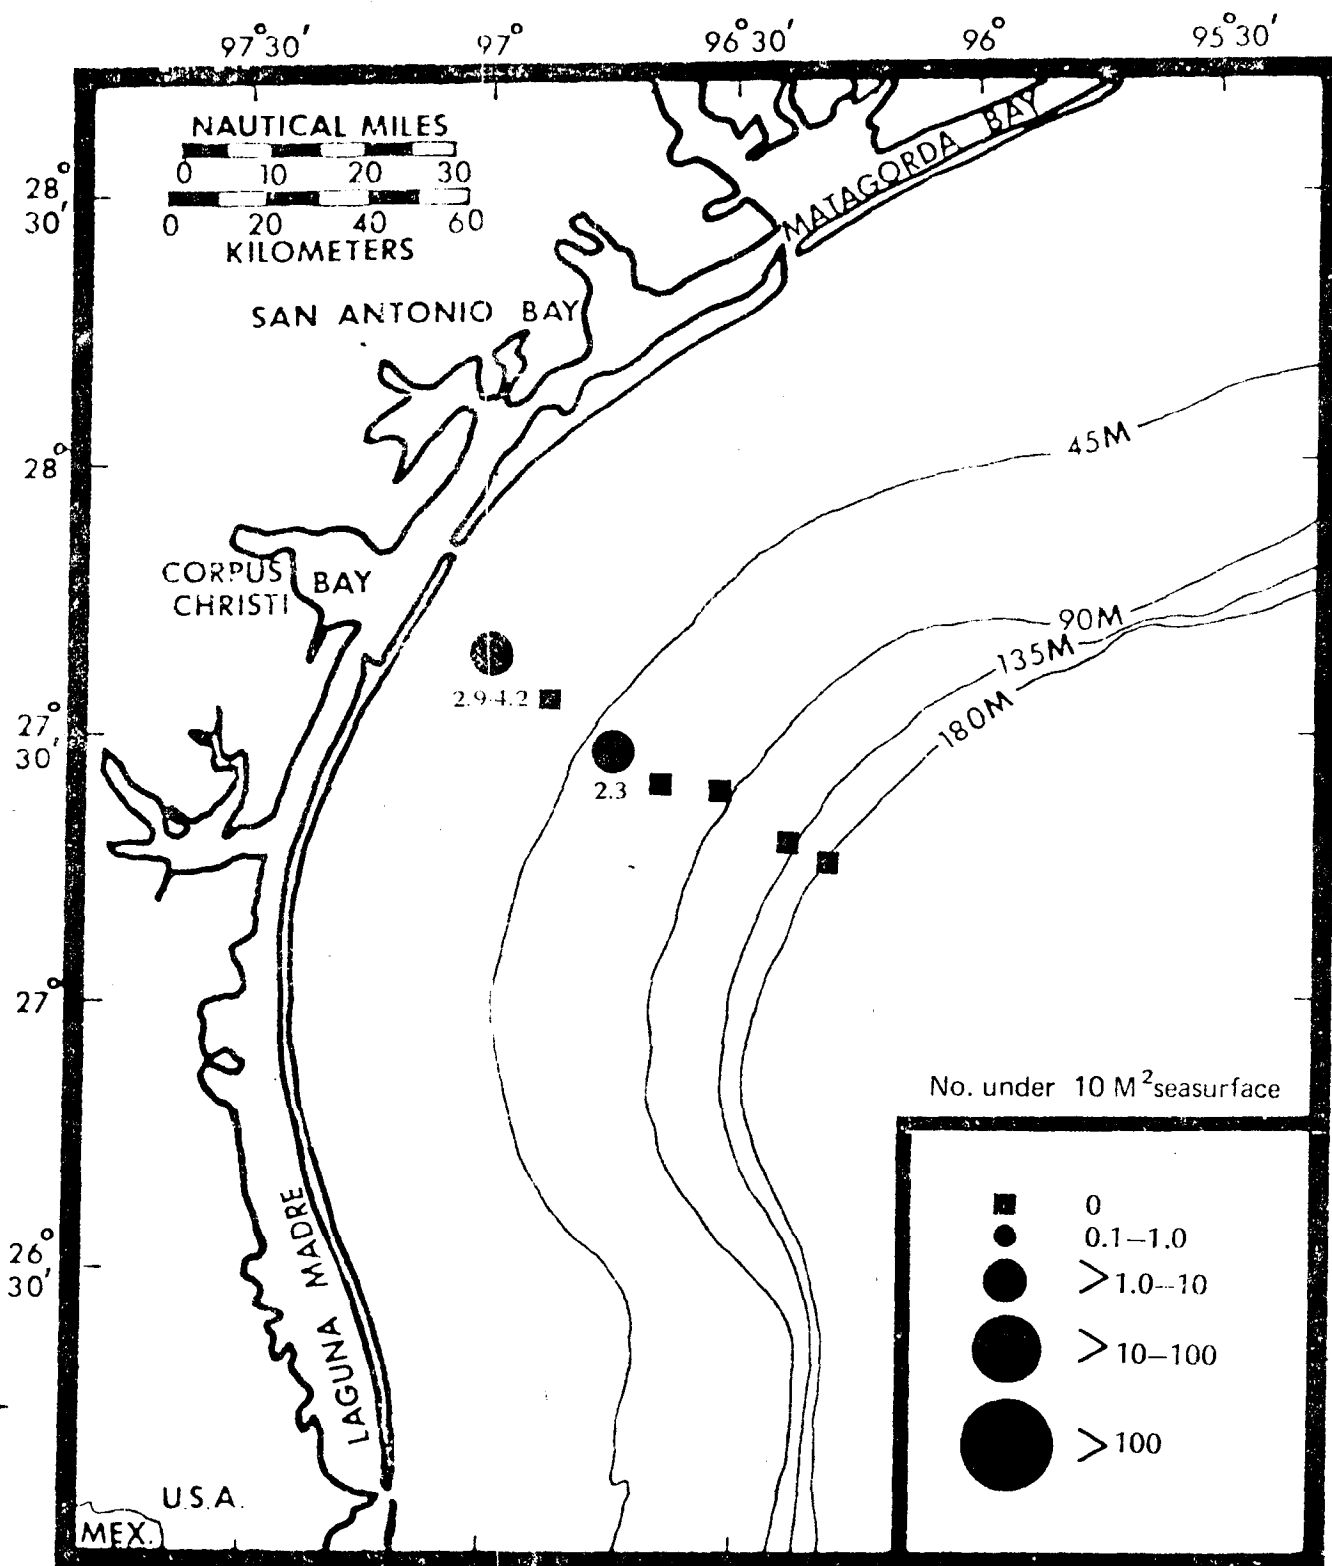 97°30′ 97° 96°30′ 96° 95°30′
NAUTICAL MILES
0 10 20 30
0 20 40 60
KILOMETERS
28°
30′
MATAGORDA BAY
SAN ANTONIO BAY
28°
45M
CORPUS
CHRISTI
BAY
90M
135M
180M
2.9-4.2
27°
30′
2.3
27°
No. under 10 M² seasurface
0
0.1–1.0
>1.0–10
>10–100
>100
26°
30′
LAGUNA MADRE
U.S.A.
MEX.